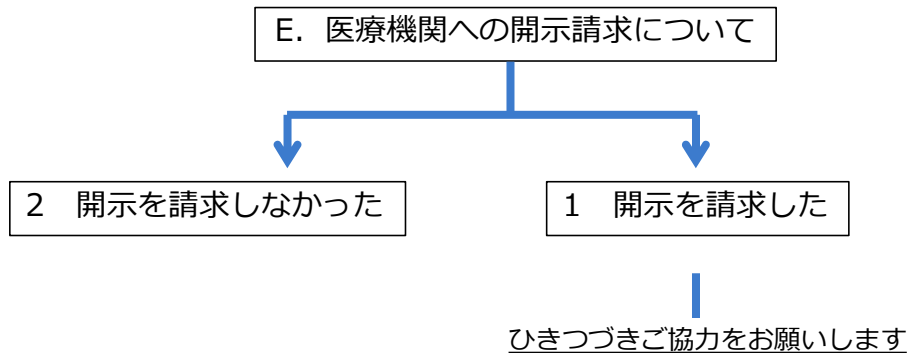 E. 医療機関への開示請求について
2　開示を請求しなかった
1　開示を請求した
ひきつづきご協力をお願いします